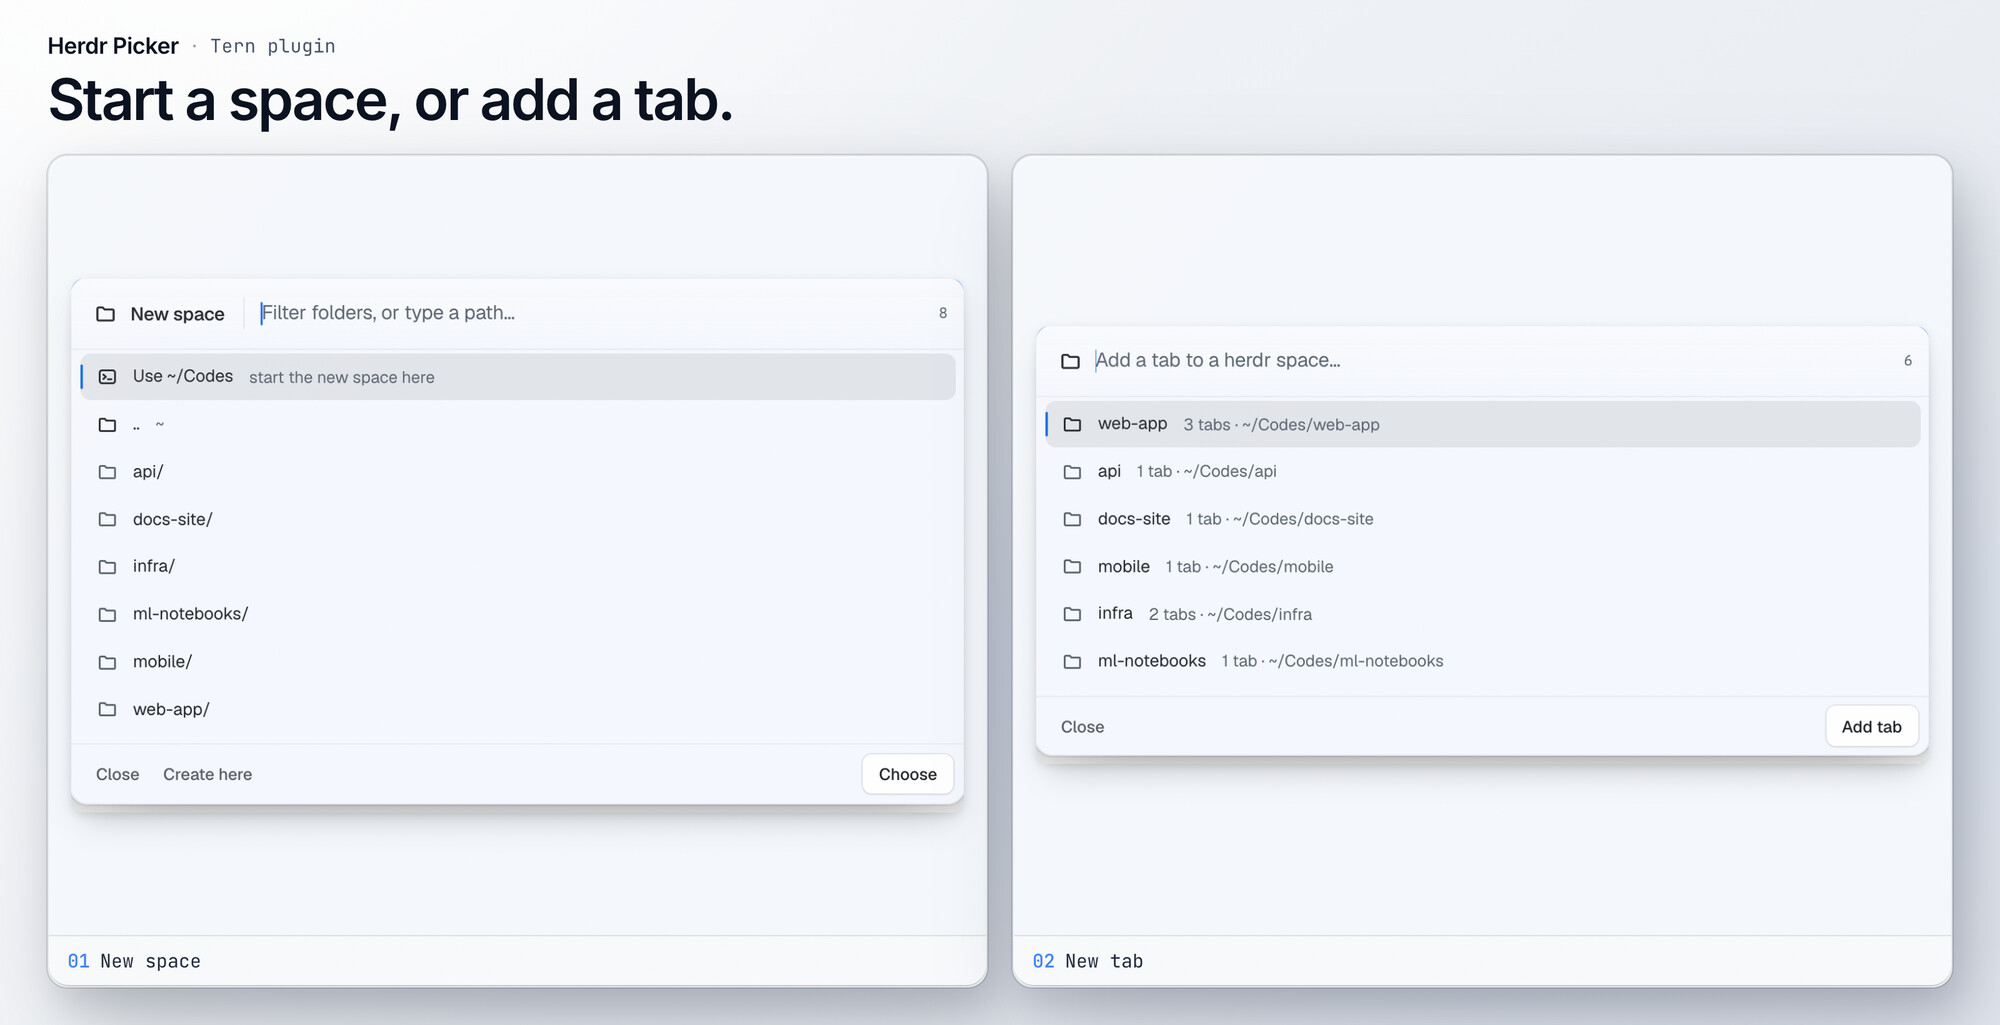 Herdr Picker · Tern plugin
Start a space, or add a tab.
New space Filter folders, or type a path... 8
Use ~/Codes start the new space here
.. ~
api/
docs-site/
infra/
ml-notebooks/
mobile/
web-app/
Close Create here Choose
01 New space
Add a tab to a herdr space... 6
web-app 3 tabs · ~/Codes/web-app
api 1 tab · ~/Codes/api
docs-site 1 tab · ~/Codes/docs-site
mobile 1 tab · ~/Codes/mobile
infra 2 tabs · ~/Codes/infra
ml-notebooks 1 tab · ~/Codes/ml-notebooks
Close Add tab
02 New tab